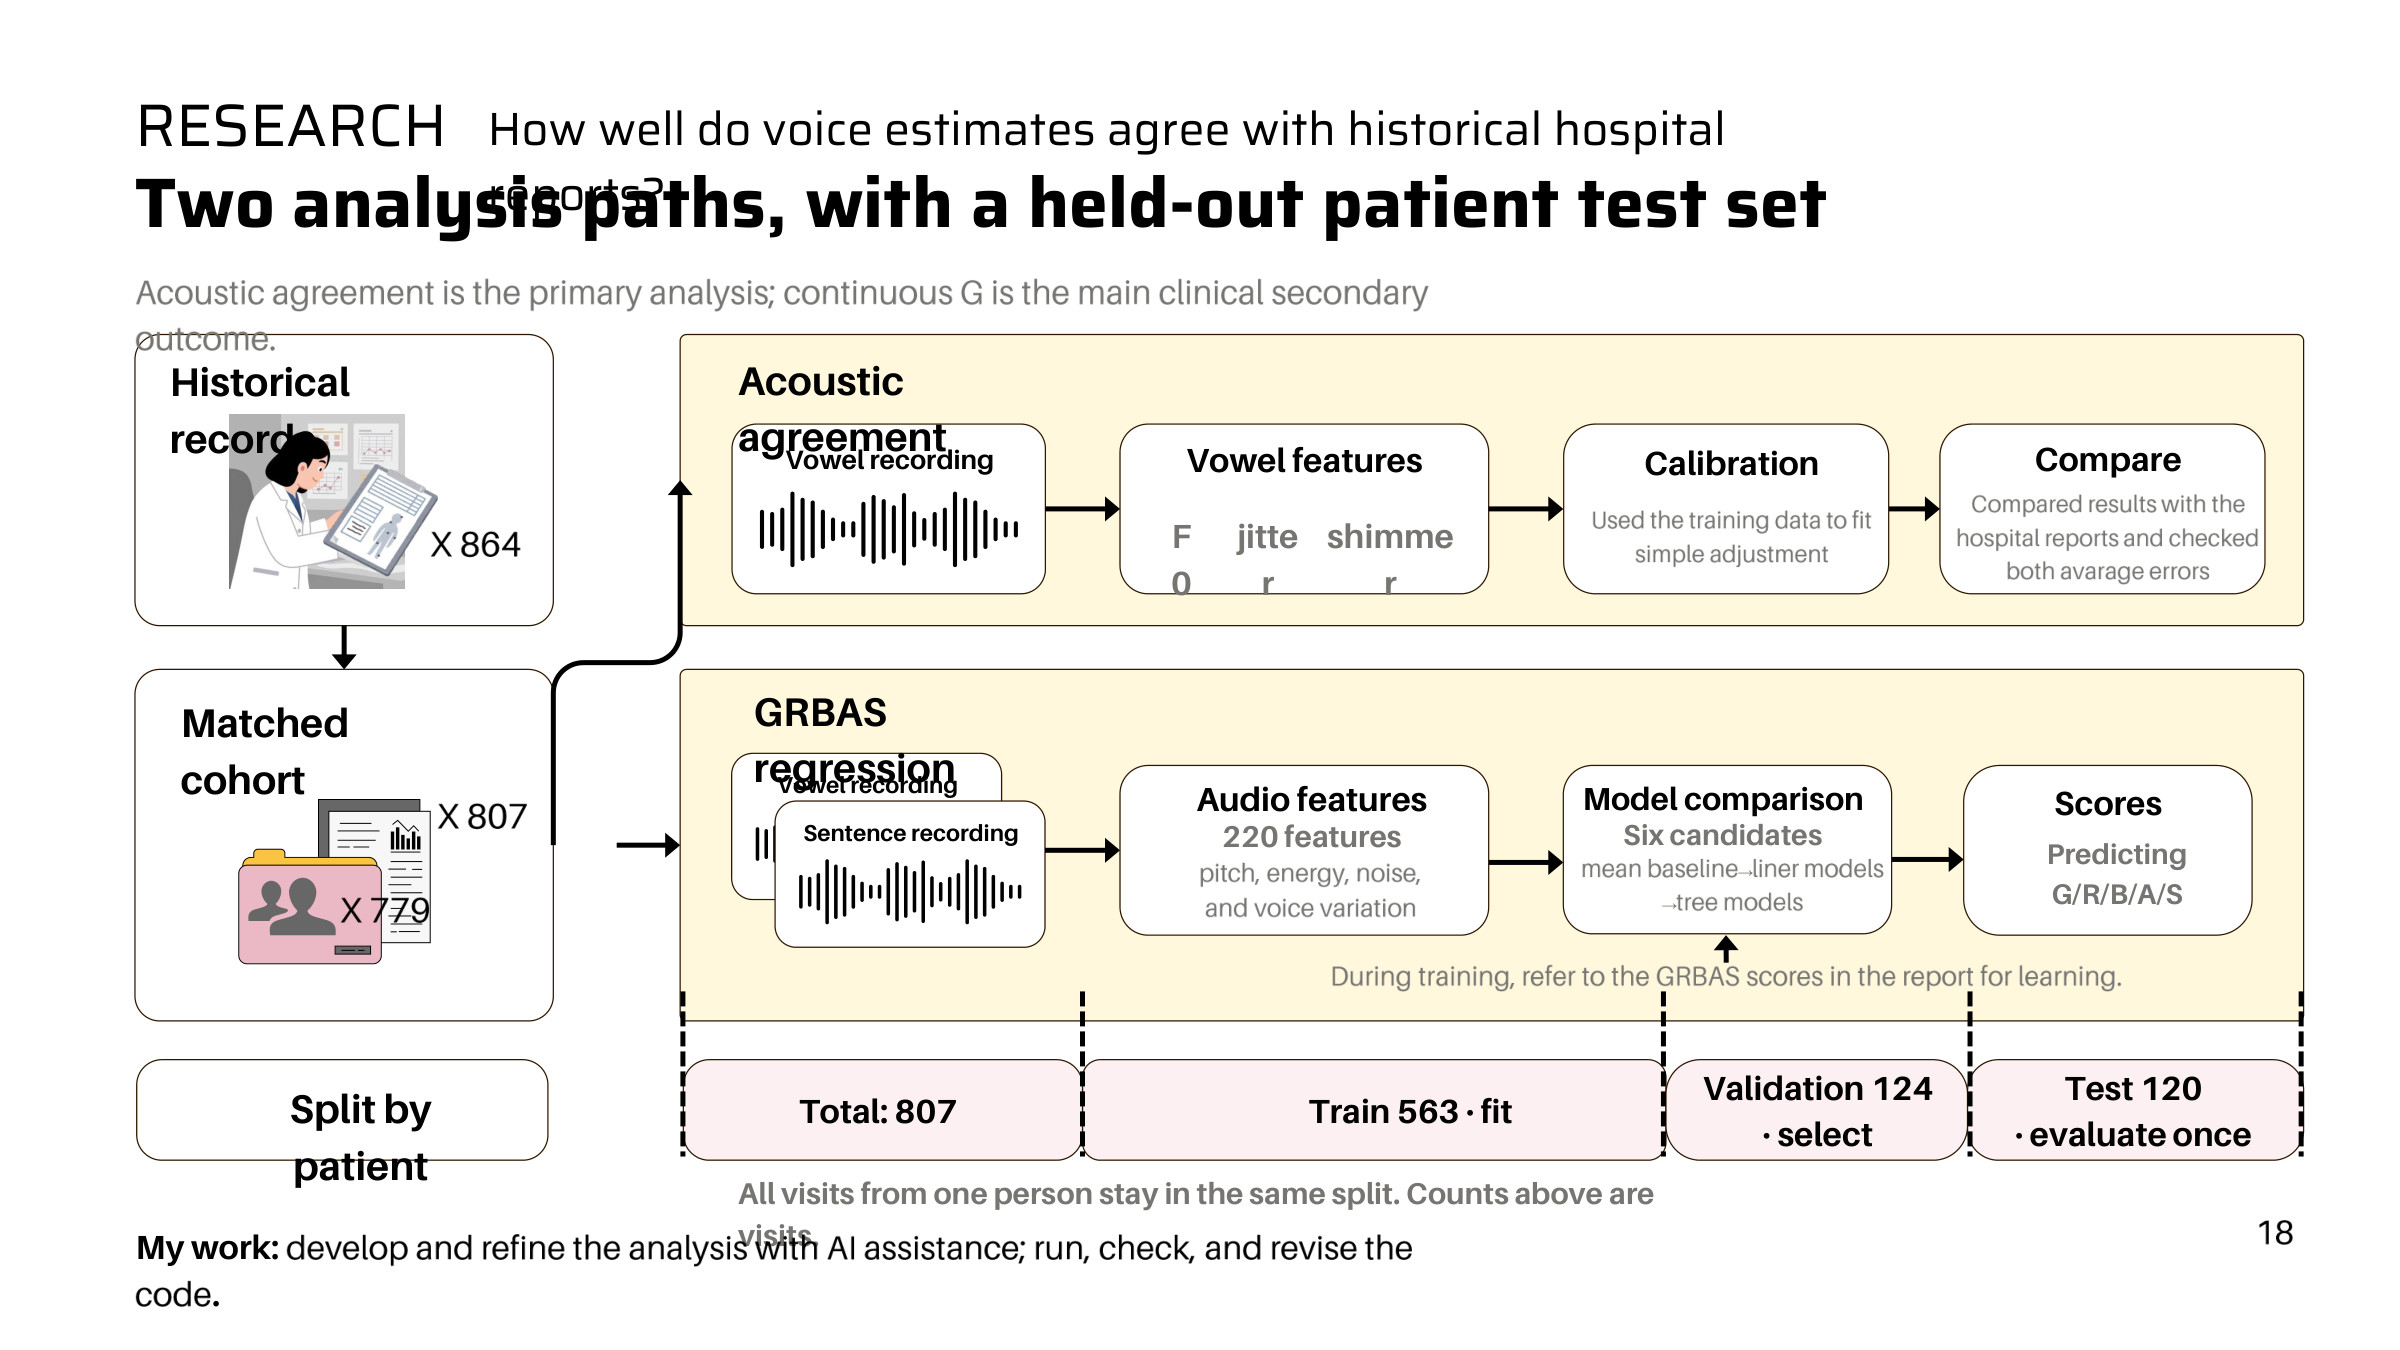 RESEARCH
How well do voice estimates agree with historical hospital
reports?
Two analysis paths, with a held-out patient test set
Acoustic agreement is the primary analysis; continuous G is the main clinical secondary
outcome.
Historical
records
X 864
Matched
cohort
X 807
X 779
Split by
patient
Acoustic
agreement
Vowel recording
Vowel features
F
0
jitte
r
shimme
r
Calibration
Used the training data to fit
simple adjustment
Compare
Compared results with the
hospital reports and checked
both avarage errors
GRBAS
regression
Vowel recording
Sentence recording
Audio features
220 features
pitch, energy, noise,
and voice variation
Model comparison
Six candidates
mean baseline→liner models
→tree models
Scores
Predicting
G/R/B/A/S
During training, refer to the GRBAS scores in the report for learning.
Total: 807
Train 563 · fit
Validation 124
· select
Test 120
· evaluate once
All visits from one person stay in the same split. Counts above are
visits.
My work: develop and refine the analysis with AI assistance; run, check, and revise the
code.
18